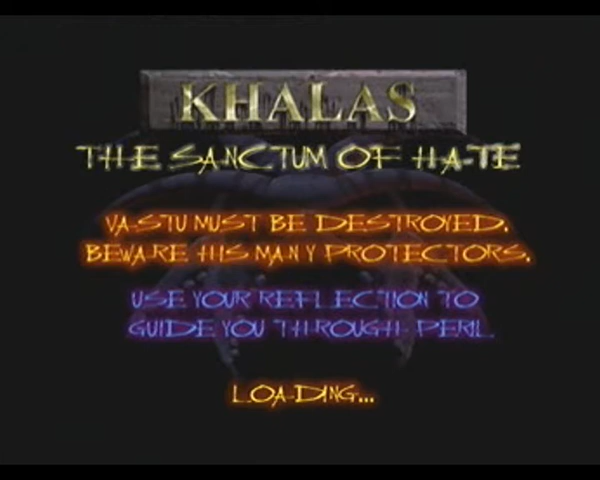 KHALAS
THE SANCTUM OF HATE
VASTU MUST BE DESTROYED.
BEWARE HIS MANY PROTECTORS.
USE YOUR REFLECTION TO
GUIDE YOU THROUGH PERIL
LOADING...